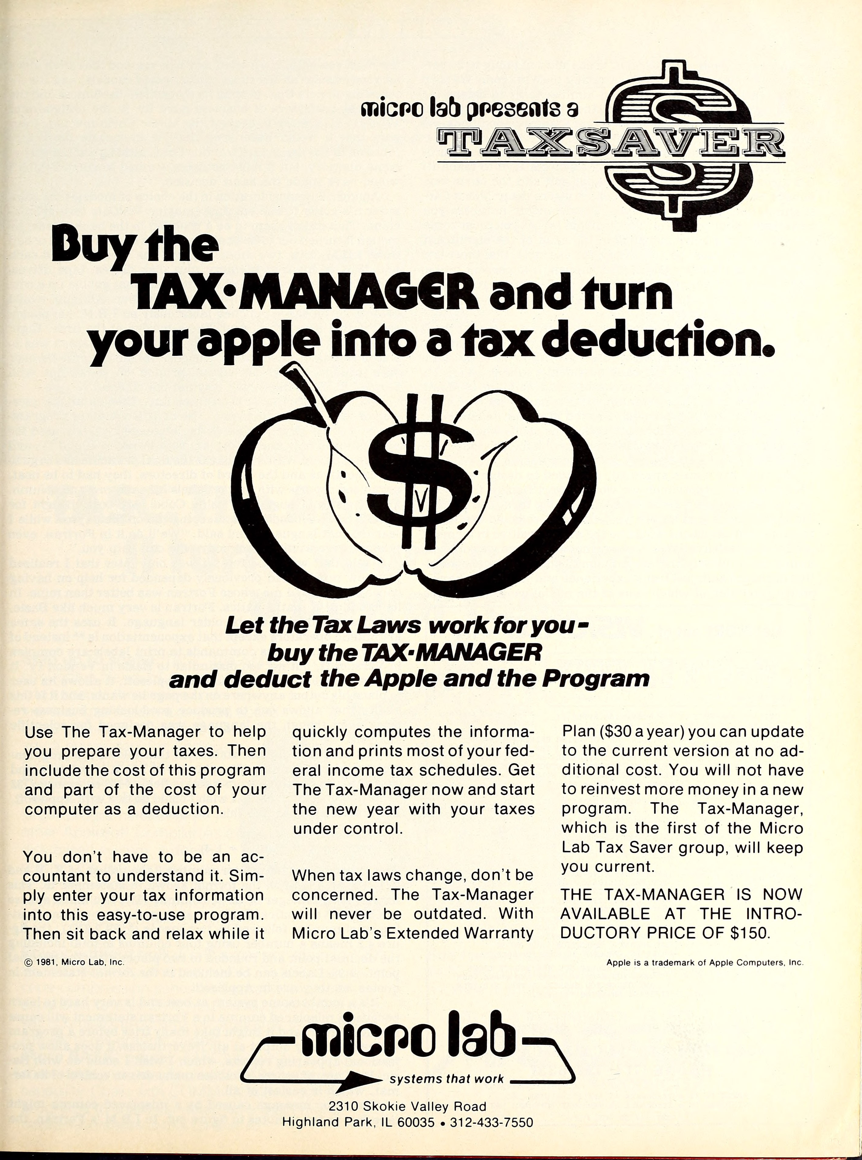 micro lab presents a
TAXSAVER
Buy the
TAX•MANAGER and turn
your apple into a tax deduction.
$
Let the Tax Laws work for you-
buy the TAX•MANAGER
and deduct the Apple and the Program
Use The Tax-Manager to help
you prepare your taxes. Then
include the cost of this program
and part of the cost of your
computer as a deduction.
You don't have to be an ac-
countant to understand it. Sim-
ply enter your tax information
into this easy-to-use program.
Then sit back and relax while it
quickly computes the informa-
tion and prints most of your fed-
eral income tax schedules. Get
The Tax-Manager now and start
the new year with your taxes
under control.
When tax laws change, don't be
concerned. The Tax-Manager
will never be outdated. With
Micro Lab's Extended Warranty
Plan ($30 a year) you can update
to the current version at no ad-
ditional cost. You will not have
to reinvest more money in a new
program. The Tax-Manager,
which is the first of the Micro
Lab Tax Saver group, will keep
you current.
THE TAX-MANAGER IS NOW
AVAILABLE AT THE INTRO-
DUCTORY PRICE OF $150.
© 1981, Micro Lab, Inc.
Apple is a trademark of Apple Computers, Inc.
micro lab
systems that work
2310 Skokie Valley Road
Highland Park, IL 60035 • 312-433-7550